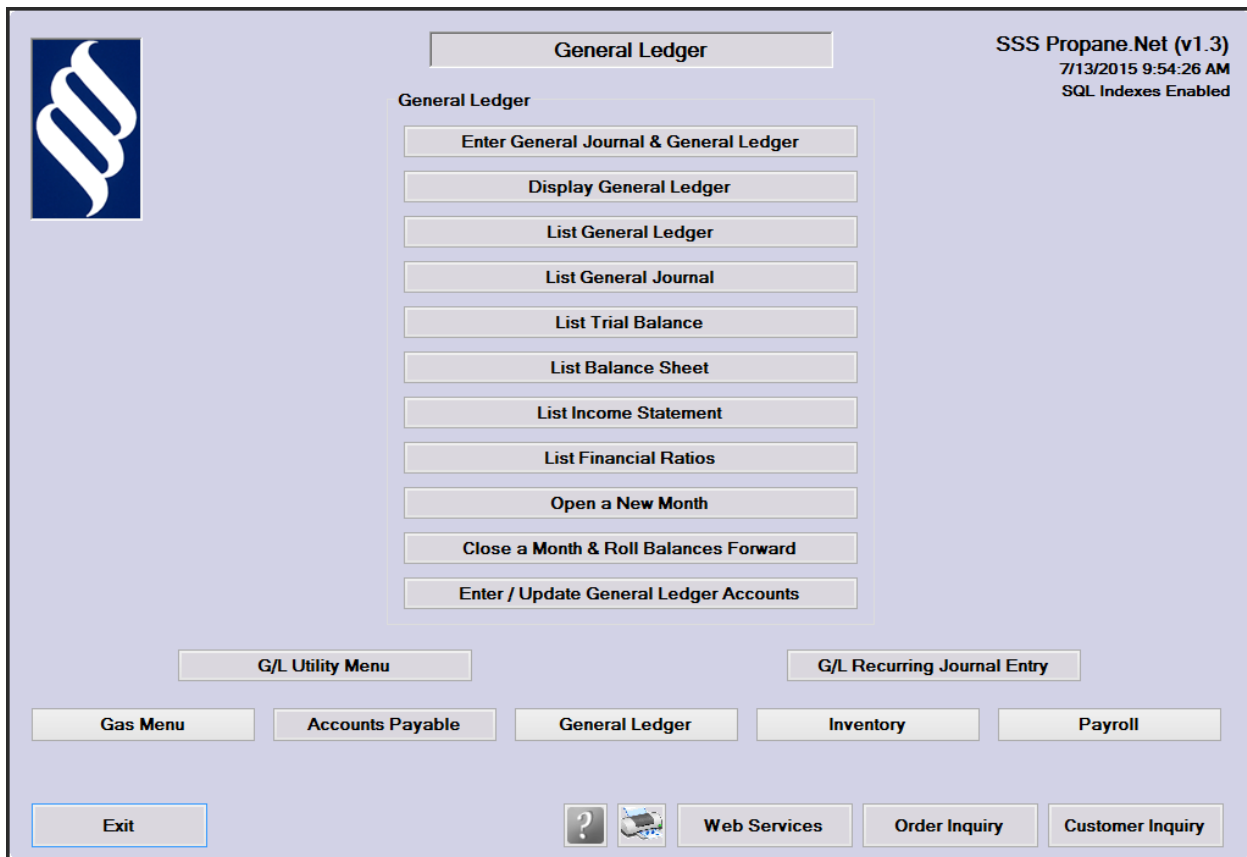 General Ledger
SSS Propane.Net (v1.3)
7/13/2015 9:54:26 AM
SQL Indexes Enabled
General Ledger
Enter General Journal & General Ledger
Display General Ledger
List General Ledger
List General Journal
List Trial Balance
List Balance Sheet
List Income Statement
List Financial Ratios
Open a New Month
Close a Month & Roll Balances Forward
Enter / Update General Ledger Accounts
G/L Utility Menu
G/L Recurring Journal Entry
Gas Menu
Accounts Payable
General Ledger
Inventory
Payroll
Exit
?
Web Services
Order Inquiry
Customer Inquiry